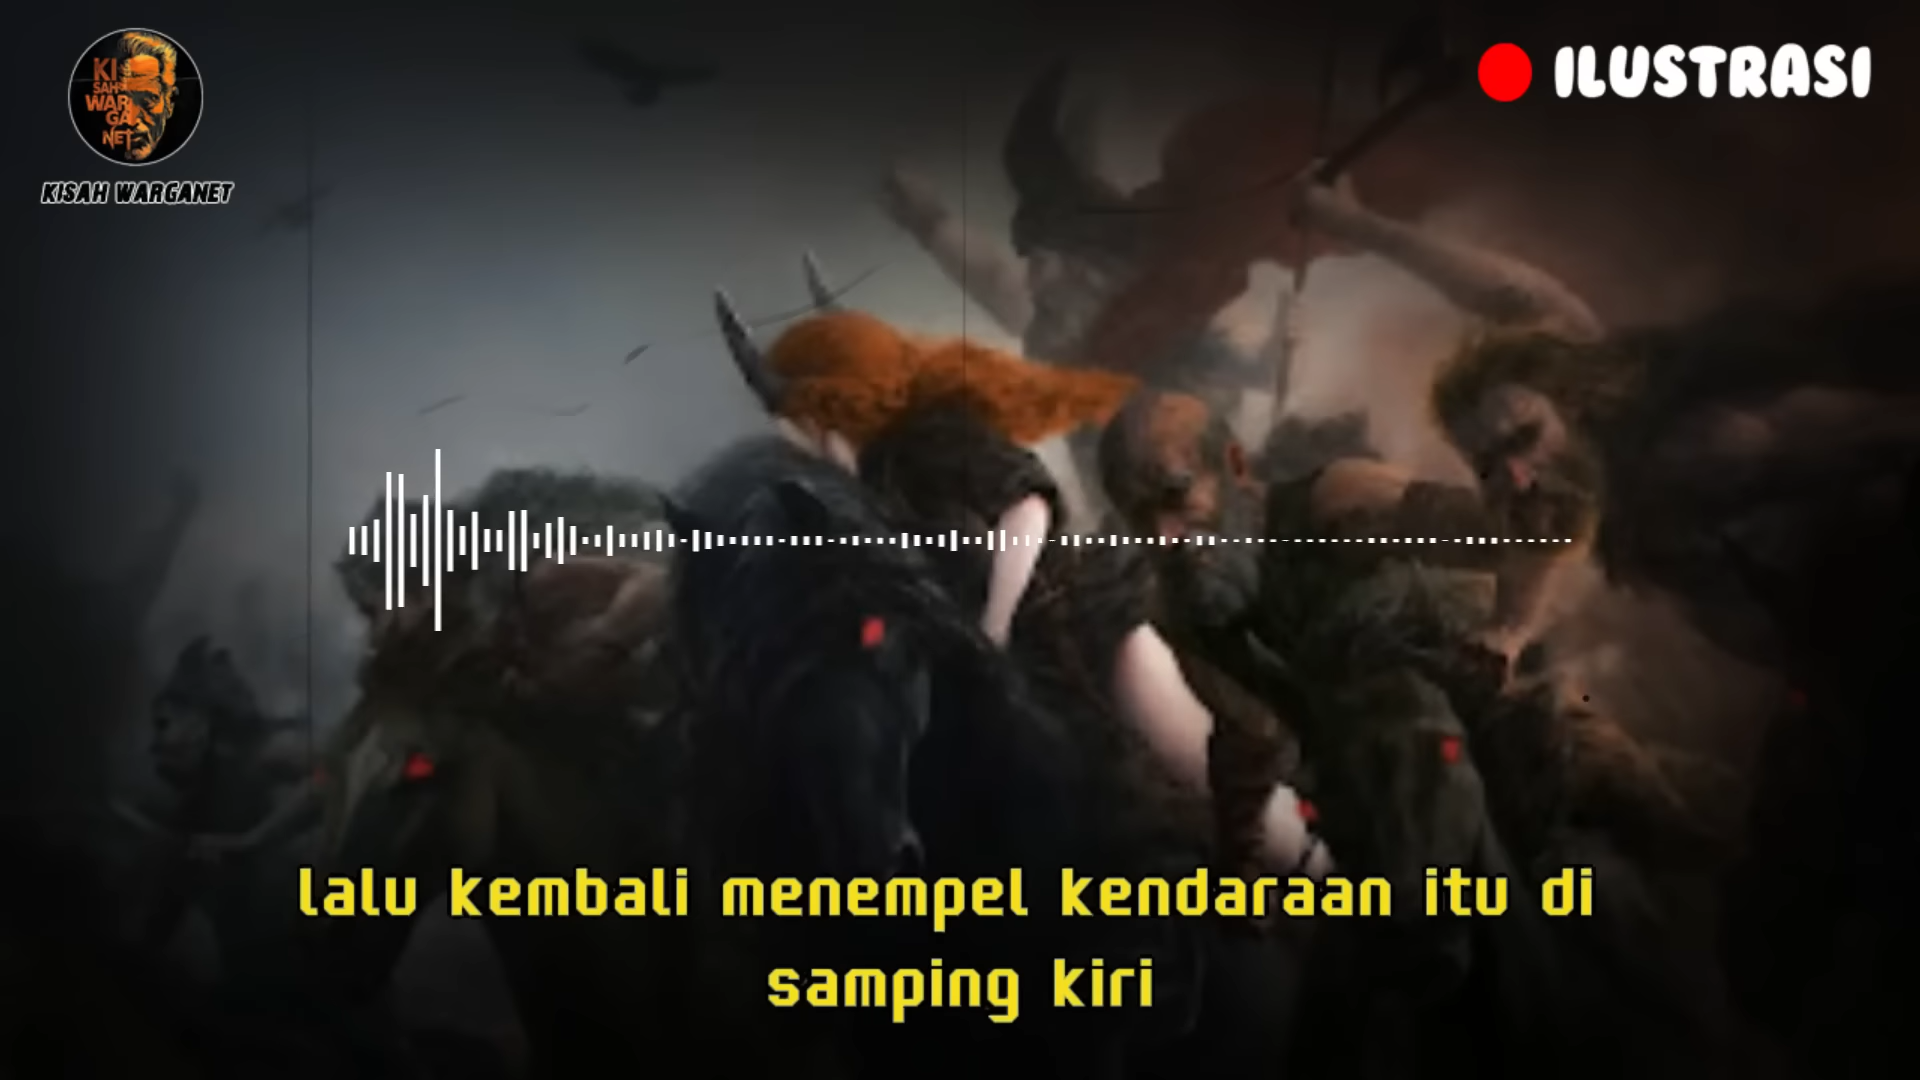 KI
SAH
WAR
GA
NET
KISAH WARGANET
ILUSTRASI
lalu kembali menempel kendaraan itu di
samping kiri